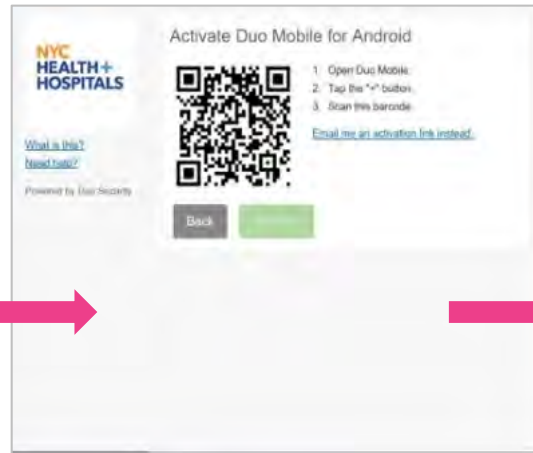 NYC
HEALTH+
HOSPITALS
What is this?
Need help?
Powered by Duo Security
Activate Duo Mobile for Android
1. Open Duo Mobile.
2. Tap the "+" button.
3. Scan this barcode.
Email me an activation link instead.
Back